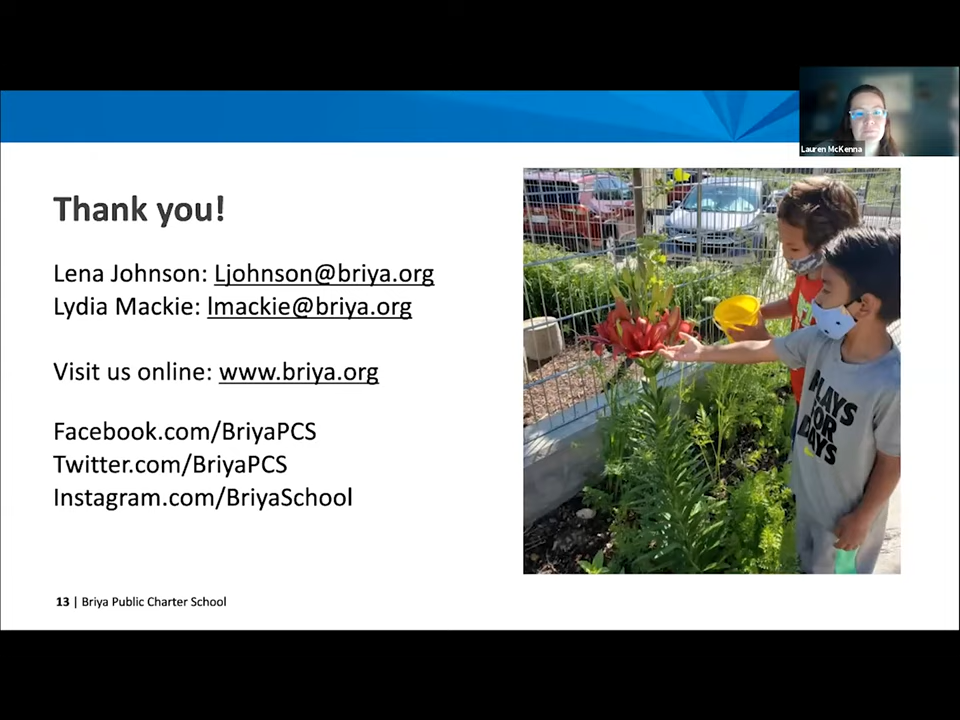 Lauren McKenna
Thank you!
Lena Johnson: Ljohnson@briya.org
Lydia Mackie: lmackie@briya.org
Visit us online: www.briya.org
Facebook.com/BriyaPCS
Twitter.com/BriyaPCS
Instagram.com/BriyaSchool
PLAYS
FOR
DAYS
13 | Briya Public Charter School